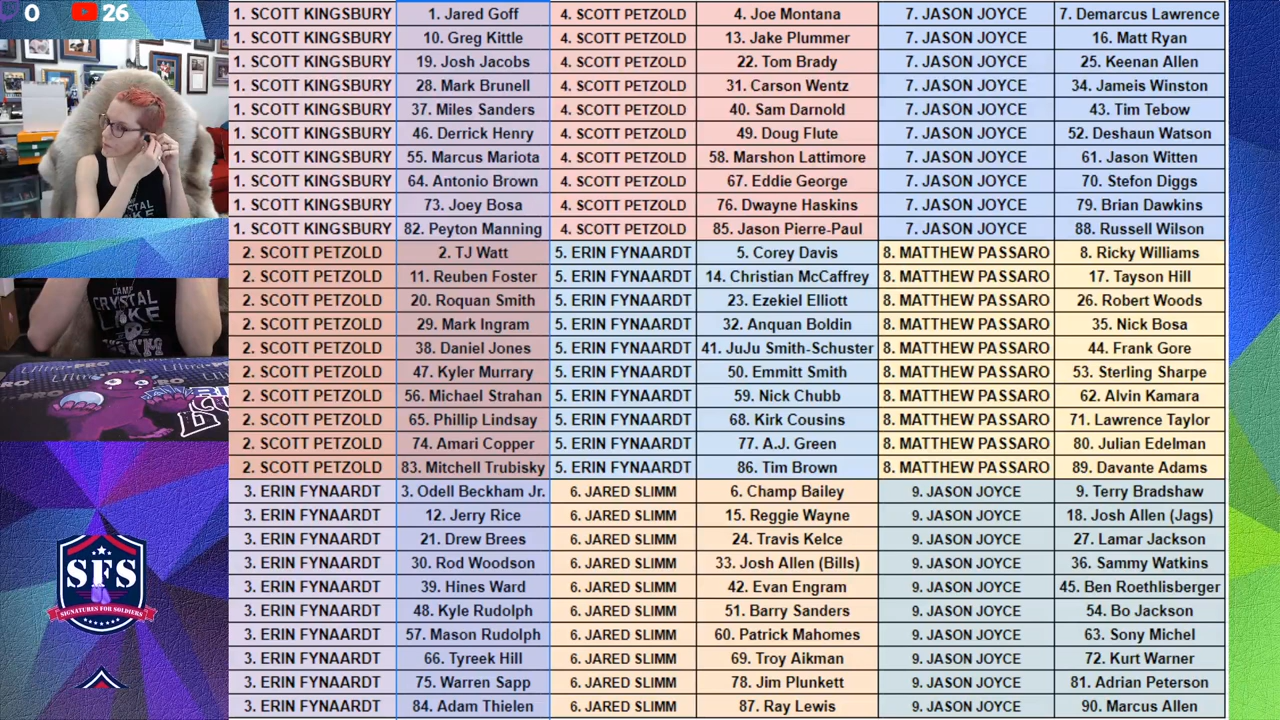 0 26
1. SCOTT KINGSBURY 1. Jared Goff 4. SCOTT PETZOLD 4. Joe Montana 7. JASON JOYCE 7. Demarcus Lawrence
1. SCOTT KINGSBURY 10. Greg Kittle 4. SCOTT PETZOLD 13. Jake Plummer 7. JASON JOYCE 16. Matt Ryan
1. SCOTT KINGSBURY 19. Josh Jacobs 4. SCOTT PETZOLD 22. Tom Brady 7. JASON JOYCE 25. Keenan Allen
1. SCOTT KINGSBURY 28. Mark Brunell 4. SCOTT PETZOLD 31. Carson Wentz 7. JASON JOYCE 34. Jameis Winston
1. SCOTT KINGSBURY 37. Miles Sanders 4. SCOTT PETZOLD 40. Sam Darnold 7. JASON JOYCE 43. Tim Tebow
1. SCOTT KINGSBURY 46. Derrick Henry 4. SCOTT PETZOLD 49. Doug Flute 7. JASON JOYCE 52. Deshaun Watson
1. SCOTT KINGSBURY 55. Marcus Mariota 4. SCOTT PETZOLD 58. Marshon Lattimore 7. JASON JOYCE 61. Jason Witten
1. SCOTT KINGSBURY 64. Antonio Brown 4. SCOTT PETZOLD 67. Eddie George 7. JASON JOYCE 70. Stefon Diggs
1. SCOTT KINGSBURY 73. Joey Bosa 4. SCOTT PETZOLD 76. Dwayne Haskins 7. JASON JOYCE 79. Brian Dawkins
1. SCOTT KINGSBURY 82. Peyton Manning 4. SCOTT PETZOLD 85. Jason Pierre-Paul 7. JASON JOYCE 88. Russell Wilson
2. SCOTT PETZOLD 2. TJ Watt 5. ERIN FYNAARDT 5. Corey Davis 8. MATTHEW PASSARO 8. Ricky Williams
2. SCOTT PETZOLD 11. Reuben Foster 5. ERIN FYNAARDT 14. Christian McCaffrey 8. MATTHEW PASSARO 17. Tayson Hill
2. SCOTT PETZOLD 20. Roquan Smith 5. ERIN FYNAARDT 23. Ezekiel Elliott 8. MATTHEW PASSARO 26. Robert Woods
2. SCOTT PETZOLD 29. Mark Ingram 5. ERIN FYNAARDT 32. Anquan Boldin 8. MATTHEW PASSARO 35. Nick Bosa
2. SCOTT PETZOLD 38. Daniel Jones 5. ERIN FYNAARDT 41. JuJu Smith-Schuster 8. MATTHEW PASSARO 44. Frank Gore
2. SCOTT PETZOLD 47. Kyler Murrary 5. ERIN FYNAARDT 50. Emmitt Smith 8. MATTHEW PASSARO 53. Sterling Sharpe
2. SCOTT PETZOLD 56. Michael Strahan 5. ERIN FYNAARDT 59. Nick Chubb 8. MATTHEW PASSARO 62. Alvin Kamara
2. SCOTT PETZOLD 65. Phillip Lindsay 5. ERIN FYNAARDT 68. Kirk Cousins 8. MATTHEW PASSARO 71. Lawrence Taylor
2. SCOTT PETZOLD 74. Amari Copper 5. ERIN FYNAARDT 77. A.J. Green 8. MATTHEW PASSARO 80. Julian Edelman
2. SCOTT PETZOLD 83. Mitchell Trubisky 5. ERIN FYNAARDT 86. Tim Brown 8. MATTHEW PASSARO 89. Davante Adams
3. ERIN FYNAARDT 3. Odell Beckham Jr. 6. JARED SLIMM 6. Champ Bailey 9. JASON JOYCE 9. Terry Bradshaw
3. ERIN FYNAARDT 12. Jerry Rice 6. JARED SLIMM 15. Reggie Wayne 9. JASON JOYCE 18. Josh Allen (Jags)
3. ERIN FYNAARDT 21. Drew Brees 6. JARED SLIMM 24. Travis Kelce 9. JASON JOYCE 27. Lamar Jackson
3. ERIN FYNAARDT 30. Rod Woodson 6. JARED SLIMM 33. Josh Allen (Bills) 9. JASON JOYCE 36. Sammy Watkins
3. ERIN FYNAARDT 39. Hines Ward 6. JARED SLIMM 42. Evan Engram 9. JASON JOYCE 45. Ben Roethlisberger
3. ERIN FYNAARDT 48. Kyle Rudolph 6. JARED SLIMM 51. Barry Sanders 9. JASON JOYCE 54. Bo Jackson
3. ERIN FYNAARDT 57. Mason Rudolph 6. JARED SLIMM 60. Patrick Mahomes 9. JASON JOYCE 63. Sony Michel
3. ERIN FYNAARDT 66. Tyreek Hill 6. JARED SLIMM 69. Troy Aikman 9. JASON JOYCE 72. Kurt Warner
3. ERIN FYNAARDT 75. Warren Sapp 6. JARED SLIMM 78. Jim Plunkett 9. JASON JOYCE 81. Adrian Peterson
3. ERIN FYNAARDT 84. Adam Thielen 6. JARED SLIMM 87. Ray Lewis 9. JASON JOYCE 90. Marcus Allen
CAMP
CRYSTAL
LAKE
SFS
SIGNATURES FOR SOLDIERS